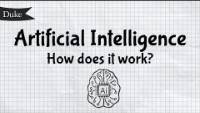 Duke
Artificial Intelligence
How does it work?
Ai